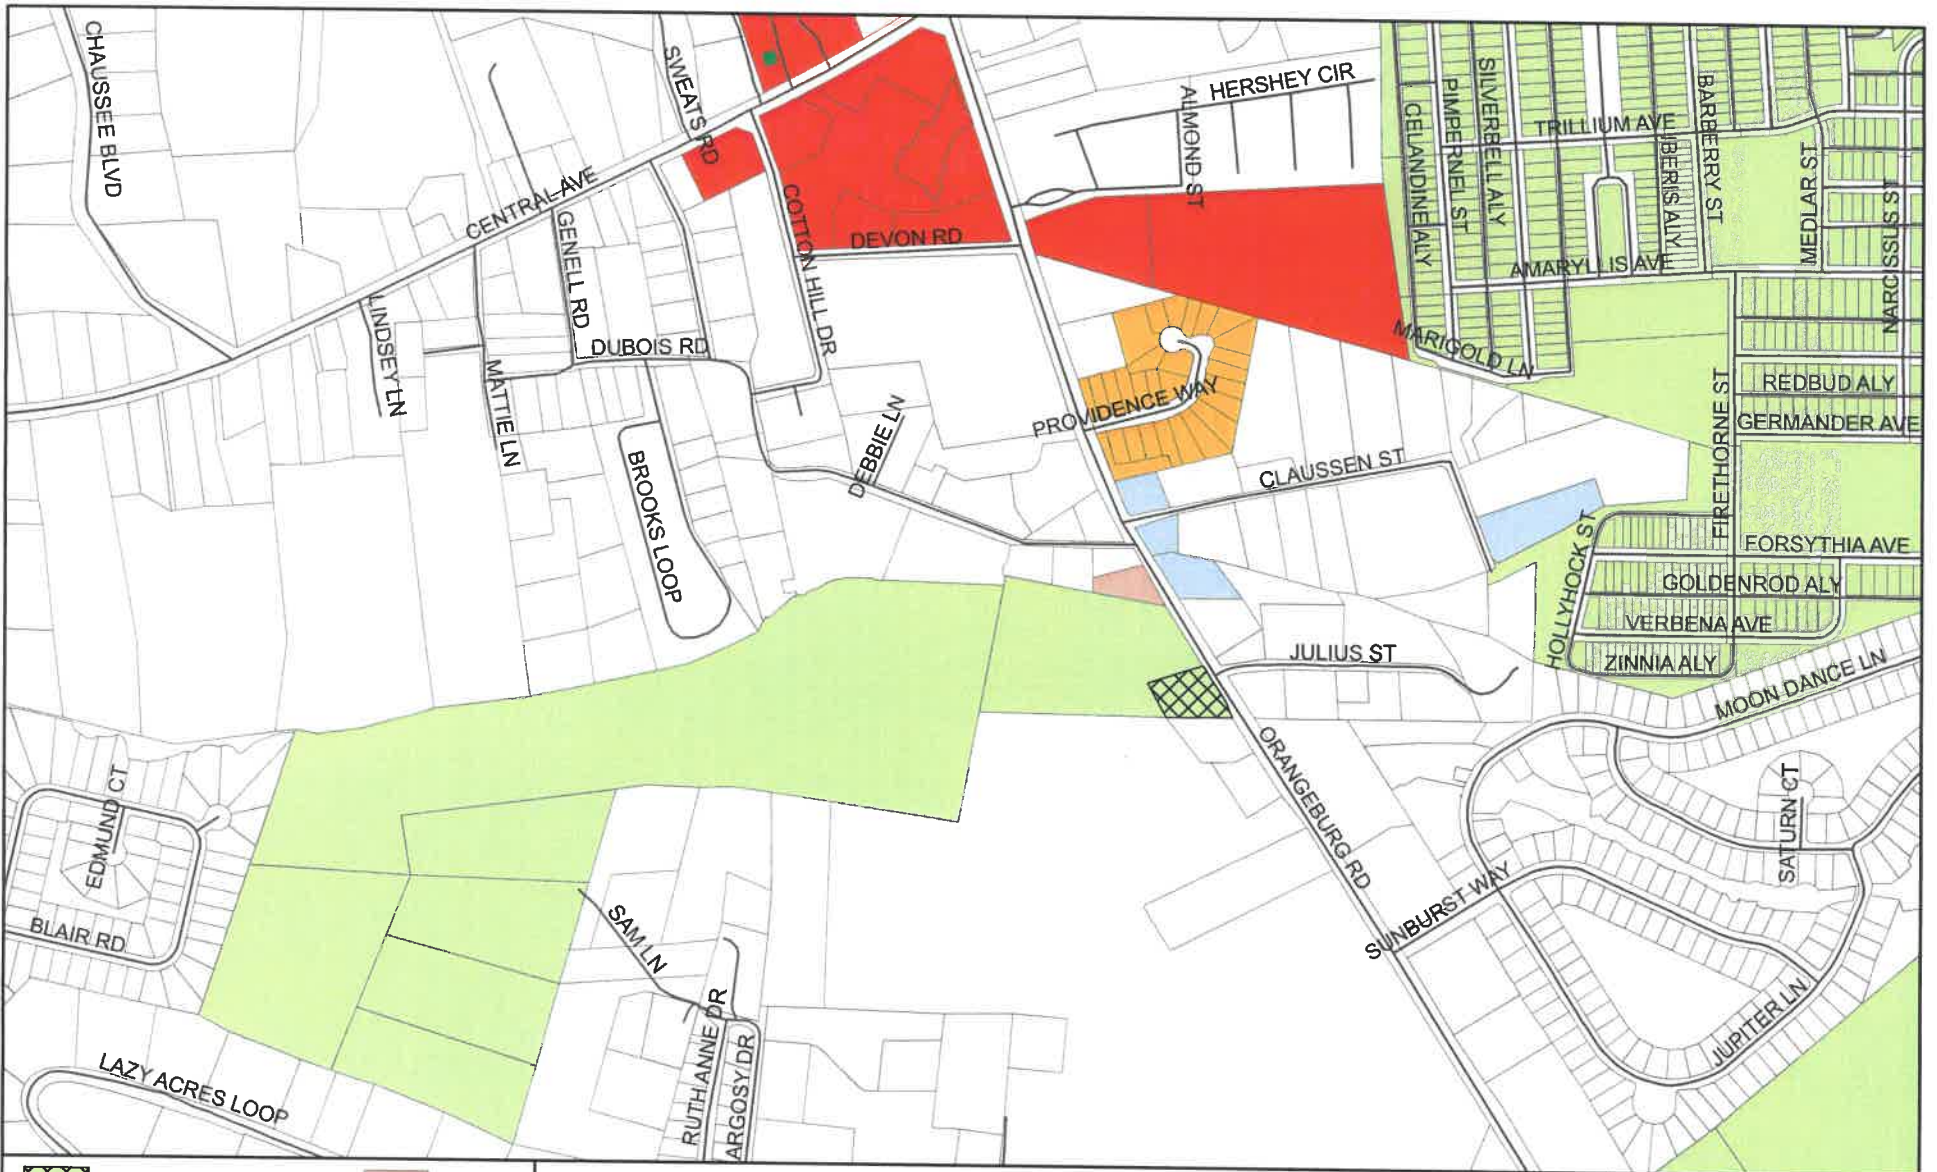 CHAUSSEE BLVD
SWEATS RD
CENTRAL AVE
GENELL RD
COTTON HILL DR
DEVON RD
HERSHEY CIR
ALMOND ST
CELANDINE ALY
PIMPERNEL ST
SILVERBELL ALY
TRILLIUM AVE
IBERIS ALY
BARBERRY ST
MEDLAR ST
NARCISSUS ST
AMARYLLIS AVE
MARIGOLD LN
LINDSEY LN
MATTIE LN
DUBOIS RD
BROOKS LOOP
DEBBIE LN
PROVIDENCE WAY
CLAUSSEN ST
FIRETHORNE ST
REDBUD ALY
GERMANDER AVE
HOLLYHOCK ST
FORSYTHIA AVE
GOLDENROD ALY
VERBENA AVE
ZINNIA ALY
JULIUS ST
MOON DANCE LN
ORANGEBURG RD
SATURN CT
SUNBURST WAY
JUPITER LN
EDMUND CT
BLAIR RD
SAM LN
RUTH ANNE DR
ARGOSY DR
LAZY ACRES LOOP